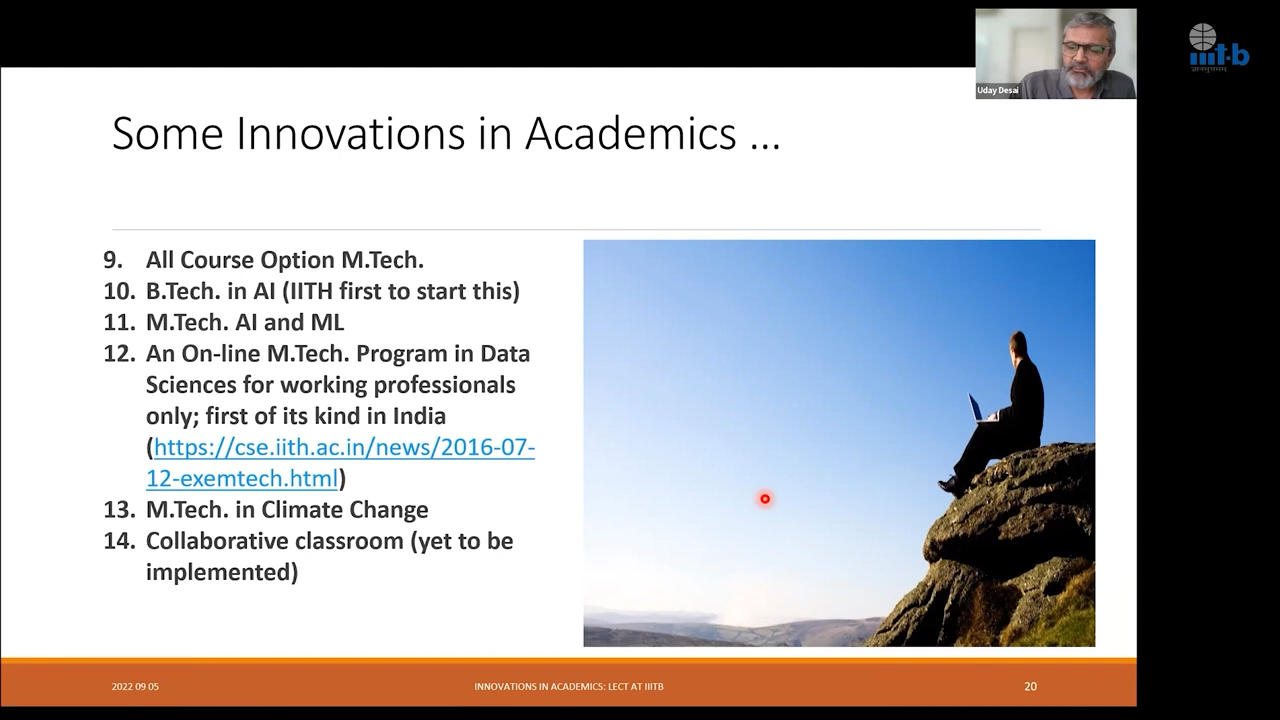 iiit-b
Uday Desai
Some Innovations in Academics ...
9. All Course Option M.Tech.
10. B.Tech. in AI (IITH first to start this)
11. M.Tech. AI and ML
12. An On-line M.Tech. Program in Data
Sciences for working professionals
only; first of its kind in India
(https://cse.iith.ac.in/news/2016-07-
12-exemtech.html)
13. M.Tech. in Climate Change
14. Collaborative classroom (yet to be
implemented)
2022 09 05
INNOVATIONS IN ACADEMICS: LECT AT IIITB
20